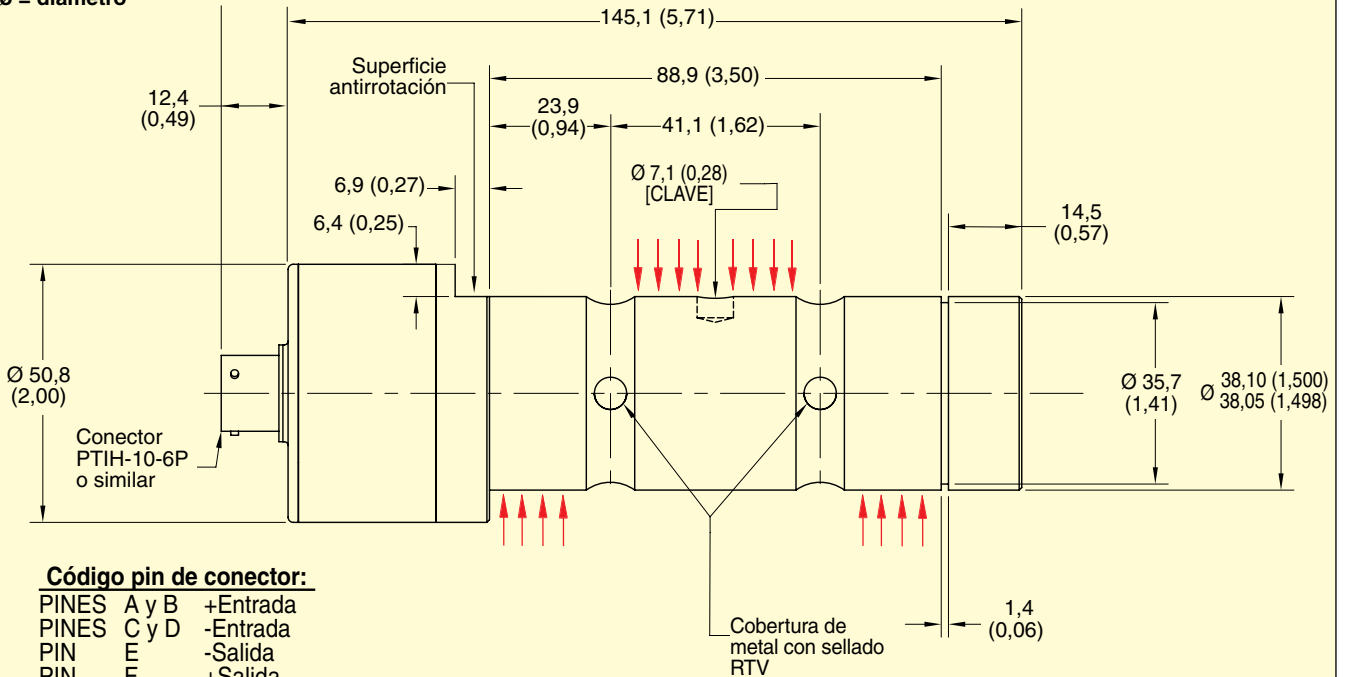 Ø = diámetro
145,1 (5,71)
Superficie
antirrotación
88,9 (3,50)
12,4
(0,49)
23,9
(0,94)
41,1 (1,62)
6,9 (0,27)
Ø 7,1 (0,28)
[CLAVE]
6,4 (0,25)
14,5
(0,57)
Ø 50,8
(2,00)
Ø 35,7
(1,41)
Ø 38,10 (1,500)
38,05 (1,498)
Conector
PTIH-10-6P
o similar
Código pin de conector:
PINES A y B +Entrada
PINES C y D -Entrada
PIN E -Salida
PIN F +Salida
Cobertura de
metal con sellado
RTV
1,4
(0,06)